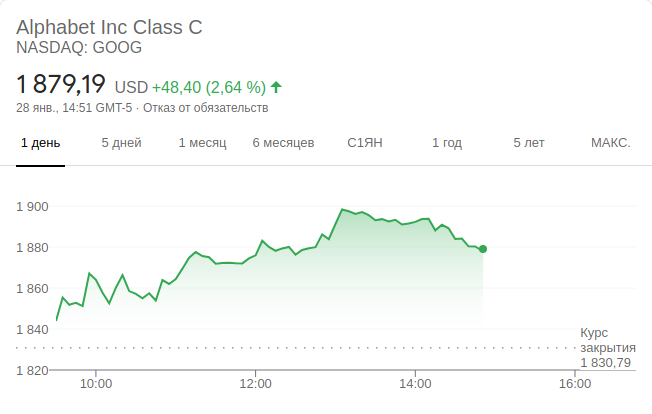 Alphabet Inc Class C
NASDAQ: GOOG
1 879,19 USD +48,40 (2,64 %)
28 янв., 14:51 GMT-5 · Отказ от обязательств
1 день 5 дней 1 месяц 6 месяцев С1ЯН 1 год 5 лет МАКС.
1 900
1 880
1 860
1 840
Курс
закрытия
1 830,79
1 820
10:00 12:00 14:00 16:00